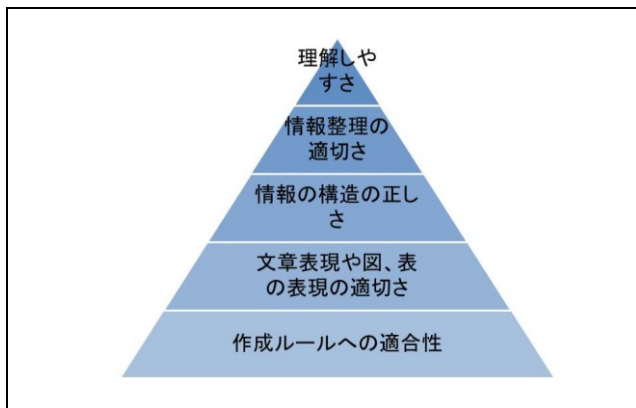 理解しや
すさ
情報整理の
適切さ
情報の構造の正し
さ
文章表現や図、表
の表現の適切さ
作成ルールへの適合性